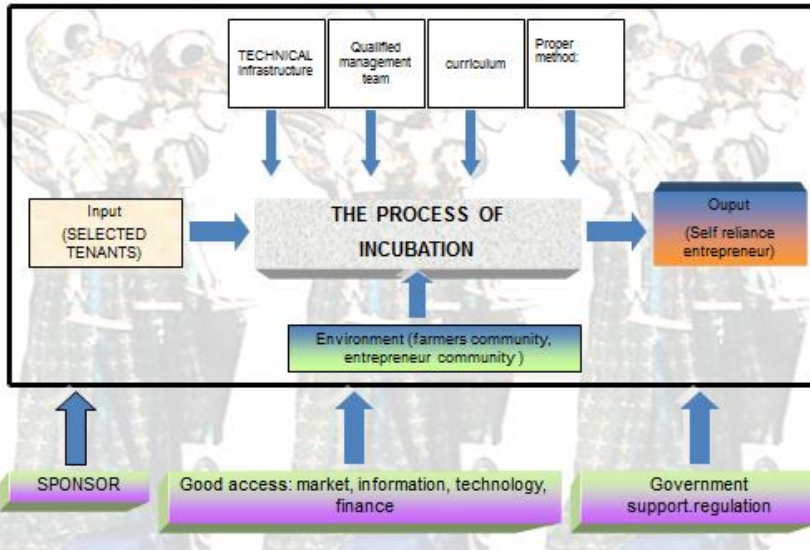 TECHNICAL
infrastructure
Qualified
management
team
curriculum
Proper
method:
Input
(SELECTED
TENANTS)
THE PROCESS OF
INCUBATION
Ouput
(Self reliance
entrepreneur)
Environment (farmers community,
entrepreneur community )
SPONSOR
Good access: market, information, technology,
finance
Government
support.regulation